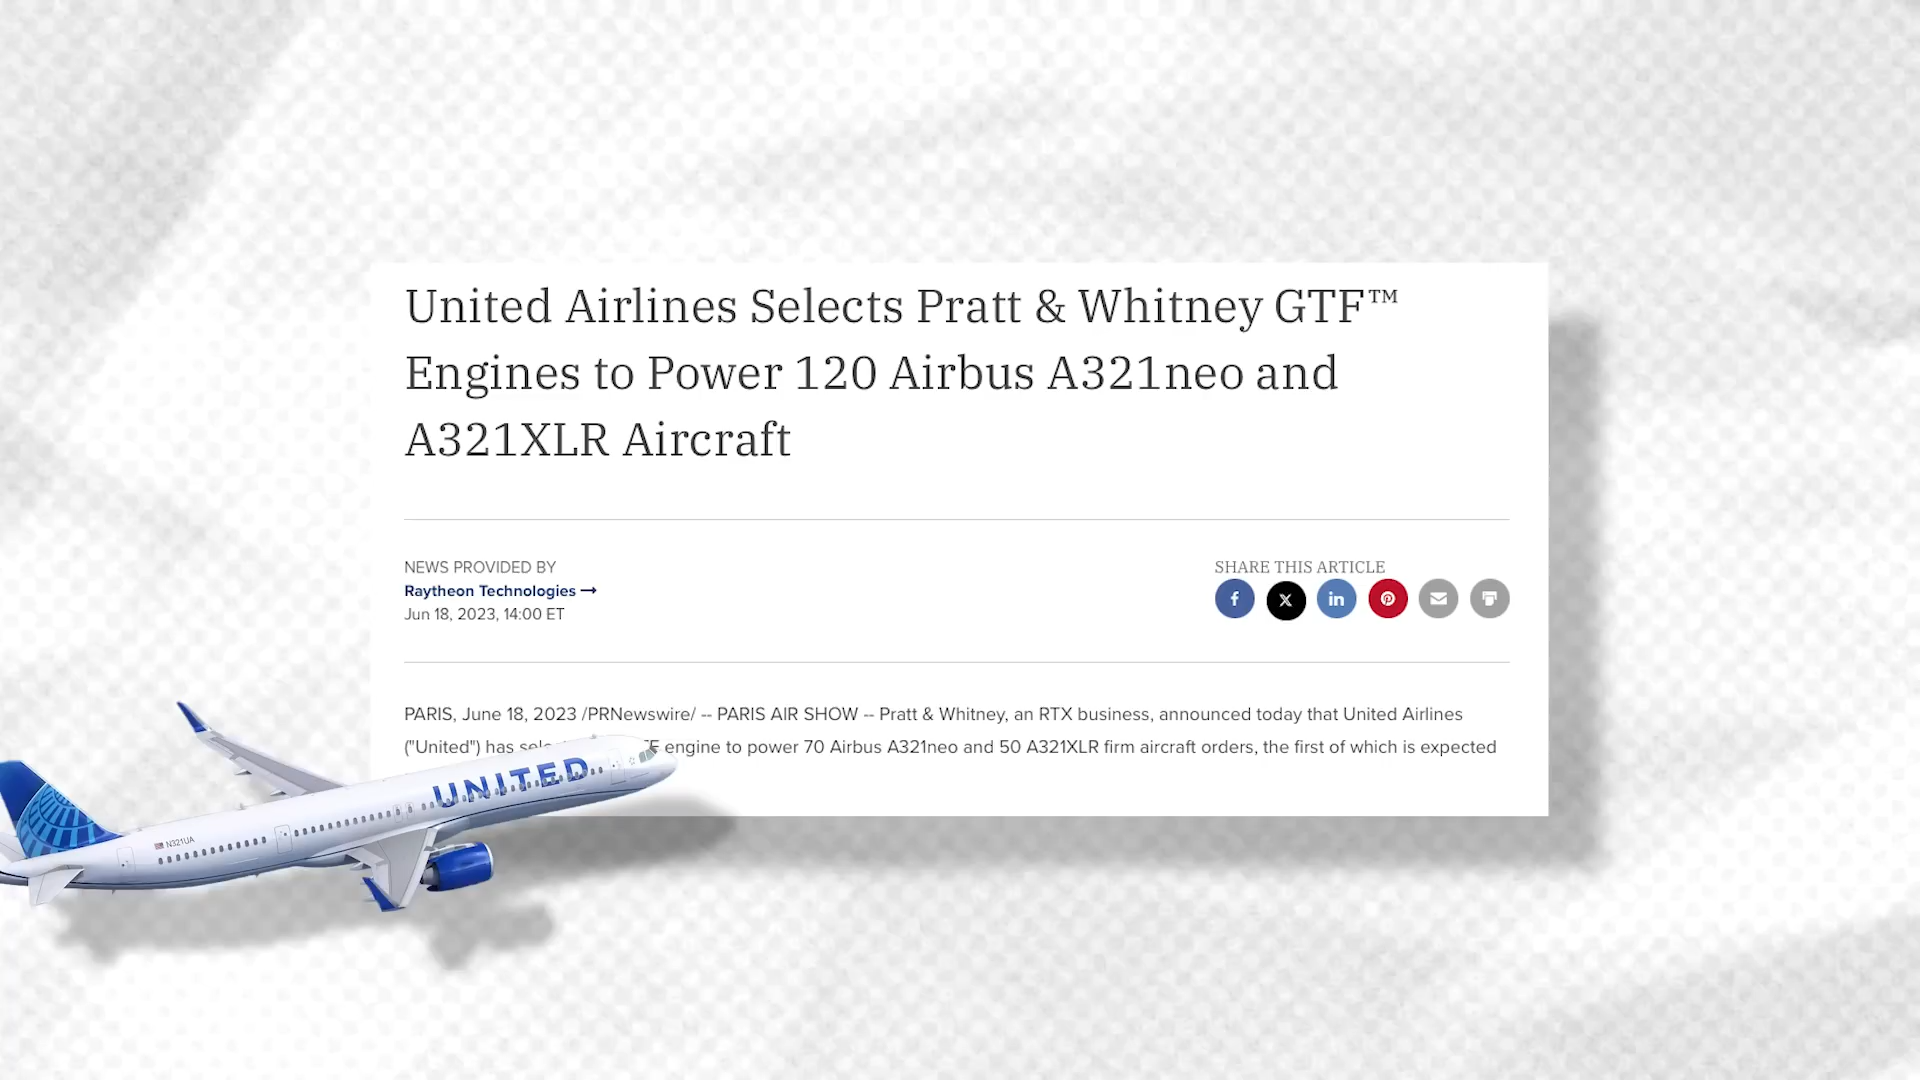 United Airlines Selects Pratt & Whitney GTF™
Engines to Power 120 Airbus A321neo and
A321XLR Aircraft
NEWS PROVIDED BY
Raytheon Technologies →
Jun 18, 2023, 14:00 ET
SHARE THIS ARTICLE
PARIS, June 18, 2023 /PRNewswire/ -- PARIS AIR SHOW -- Pratt & Whitney, an RTX business, announced today that United Airlines
("United") has engine to power 70 Airbus A321neo and 50 A321XLR firm aircraft orders, the first of which is expected
UNITED
N321UA